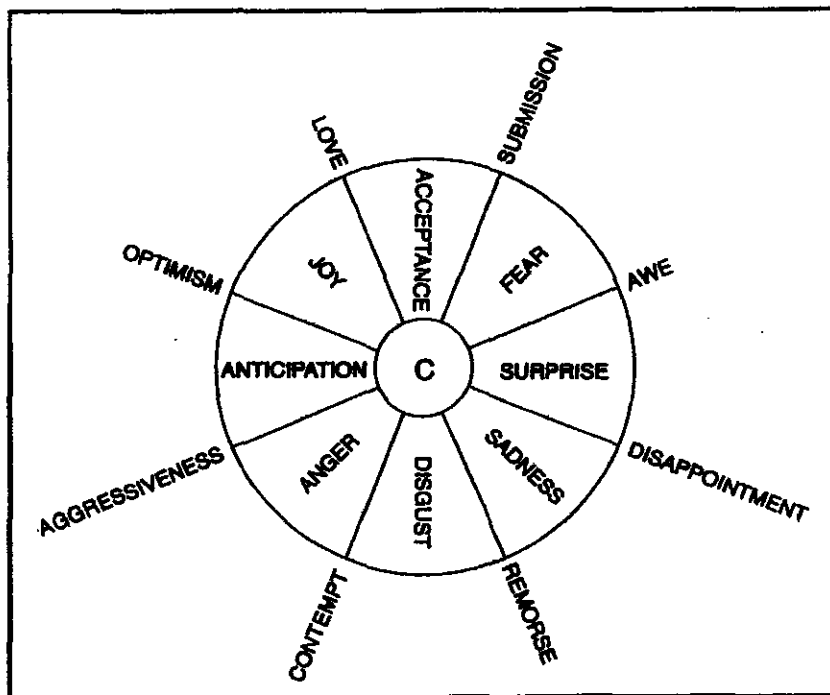 SUBMISSION
LOVE
ACCEPTANCE
JOY
FEAR
OPTIMISM
AWE
ANTICIPATION
C
SURPRISE
ANGER
DISGUST
SADNESS
AGGRESSIVENESS
DISAPPOINTMENT
CONTEMPT
REMORSE